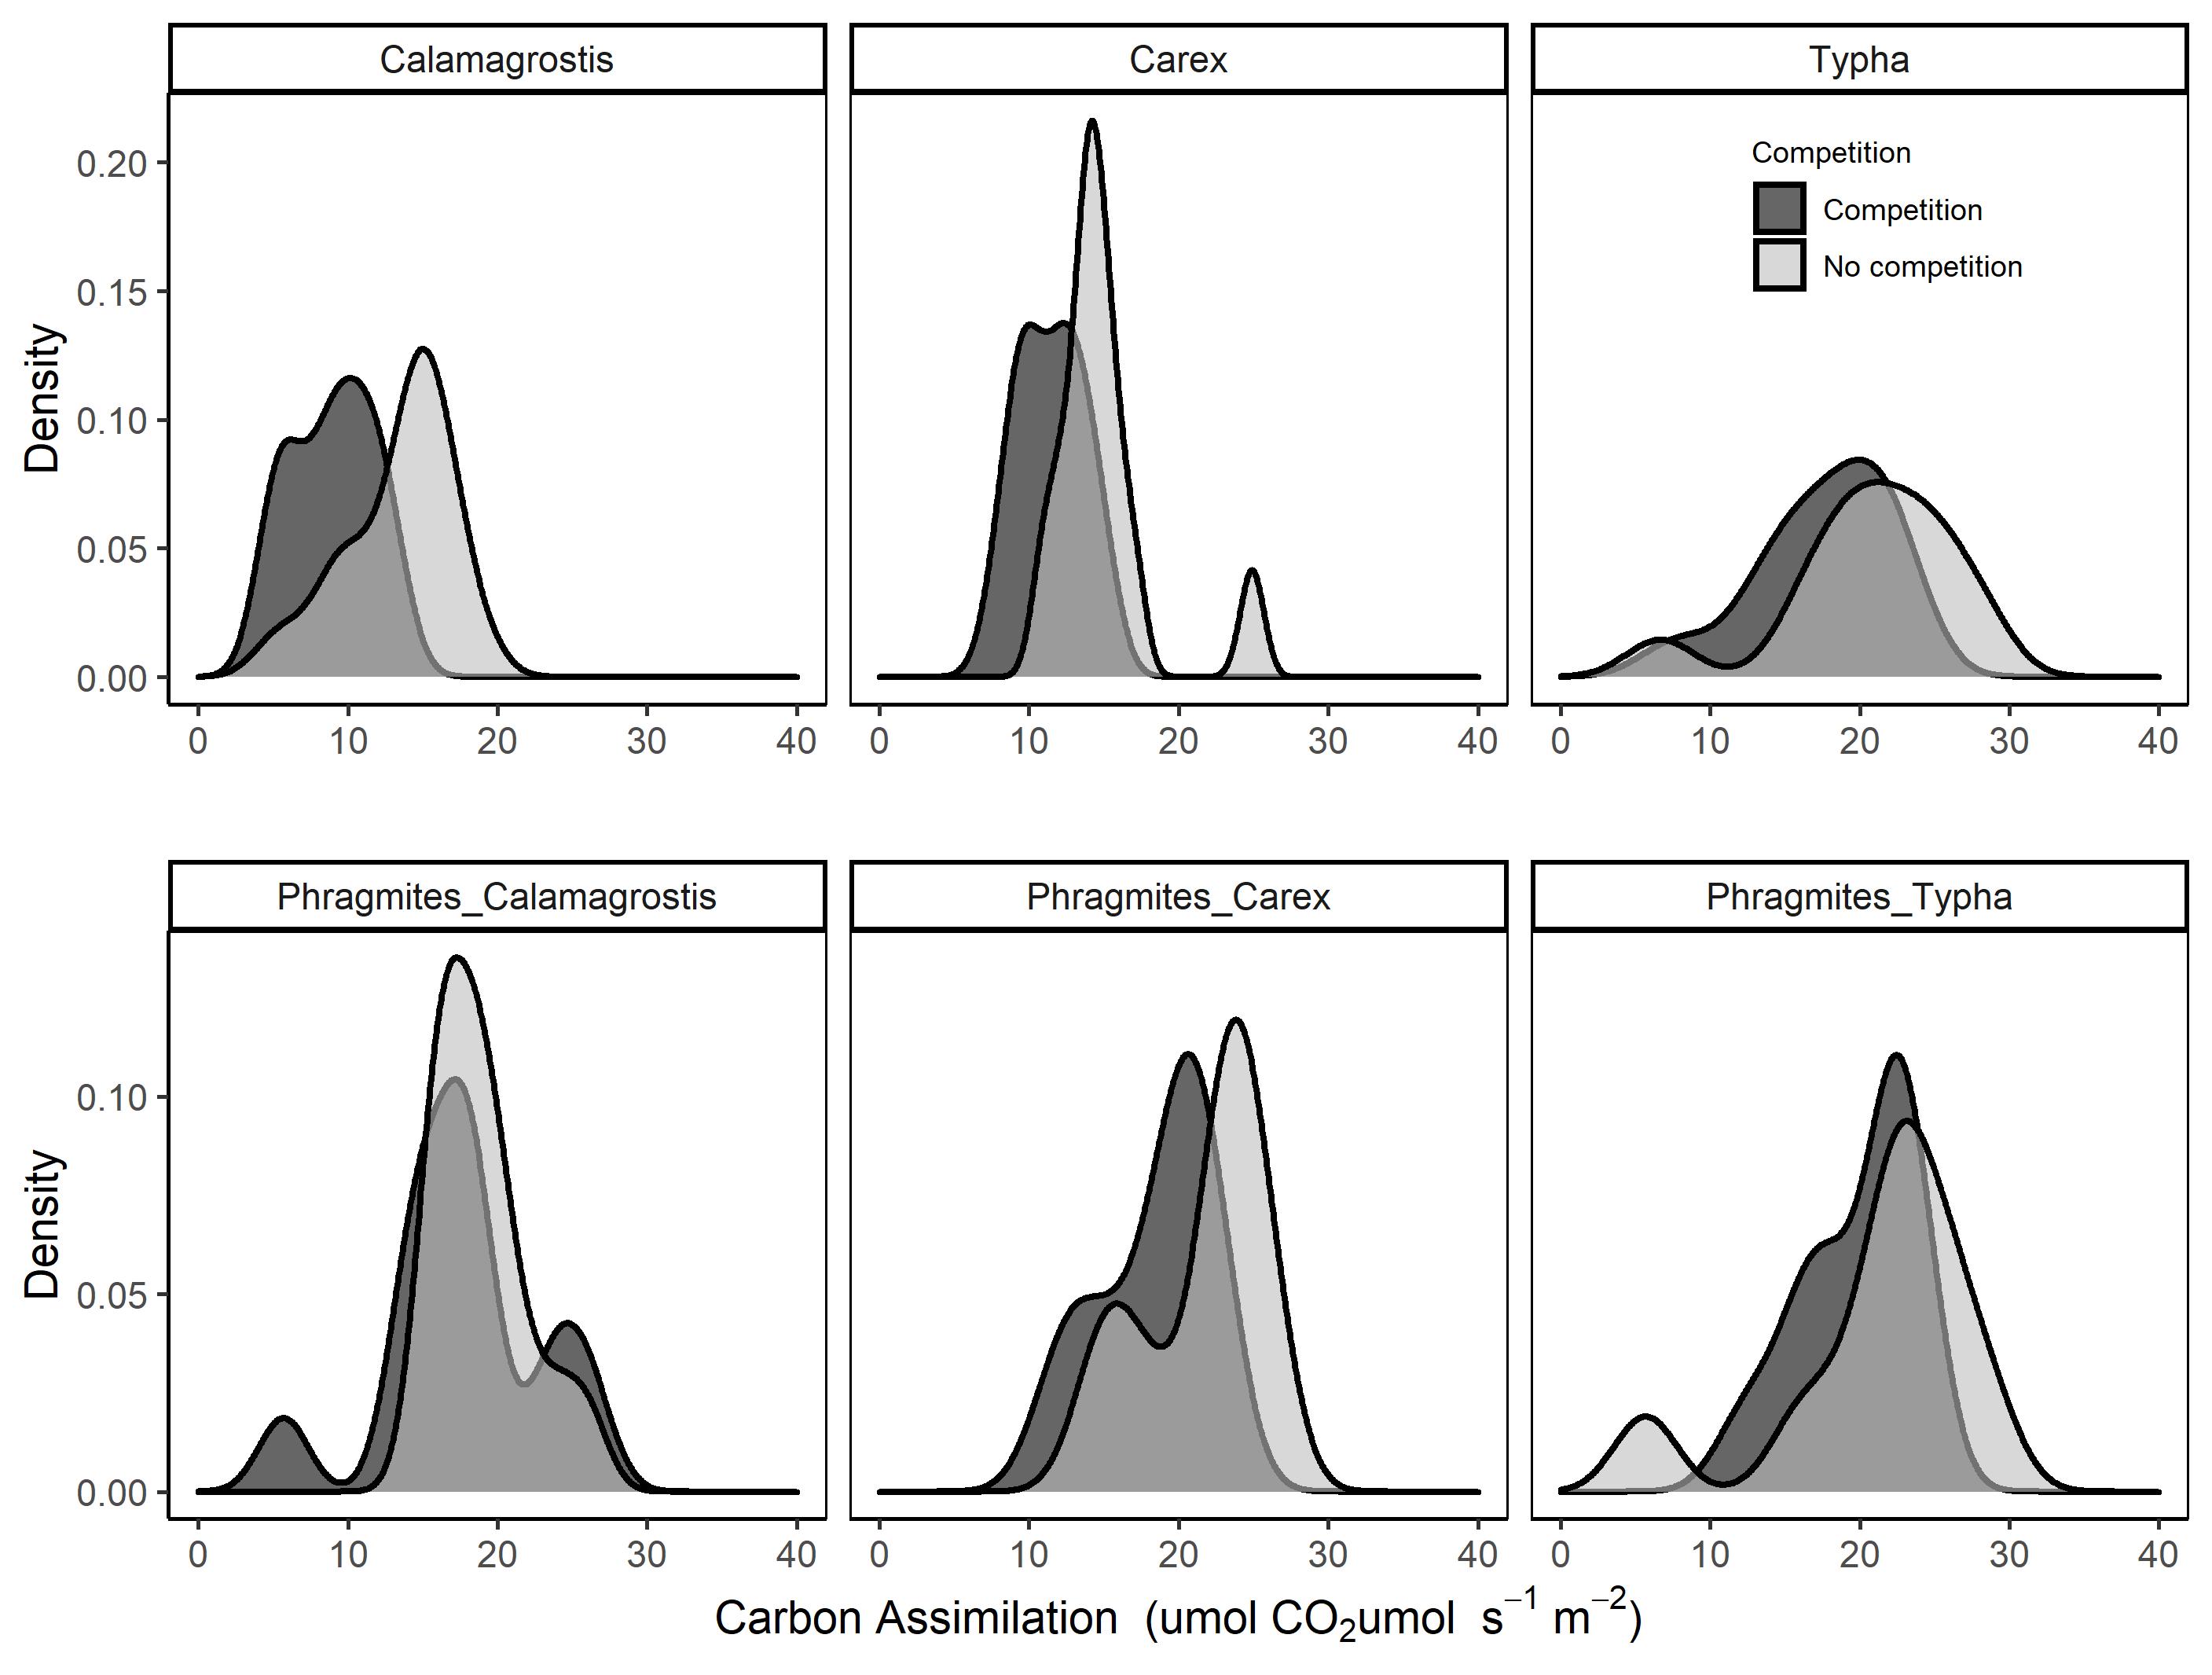 Calamagrostis Carex Typha
Density
0.20
0.15
0.10
0.05
0.00
Competition
Competition
No competition
0 10 20 30 40 0 10 20 30 40 0 10 20 30 40
Phragmites_Calamagrostis Phragmites_Carex Phragmites_Typha
Density
0.10
0.05
0.00
0 10 20 30 40 0 10 20 30 40 0 10 20 30 40
Carbon Assimilation (umol CO₂umol s⁻¹ m⁻²)